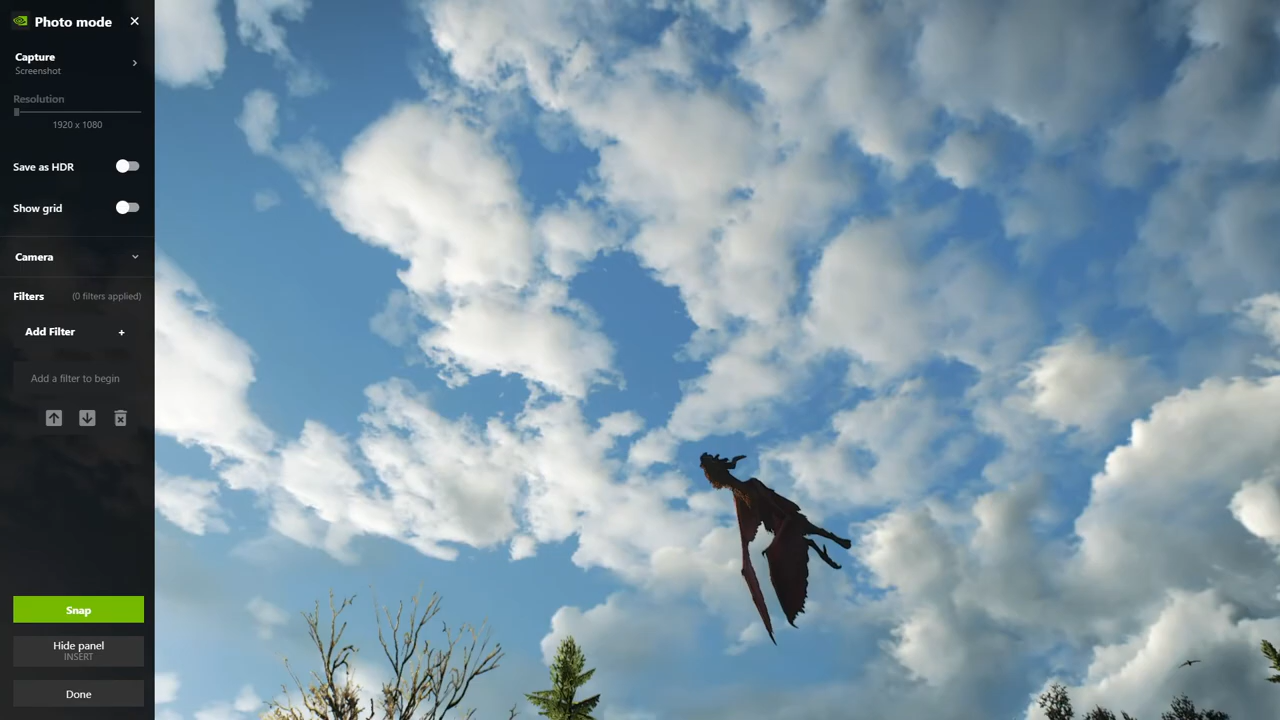 Photo mode
Capture
Screenshot
Resolution
1920 x 1080
Save as HDR
Show grid
Camera
Filters (0 filters applied)
Add Filter +
Add a filter to begin
Snap
Hide panel
INSERT
Done